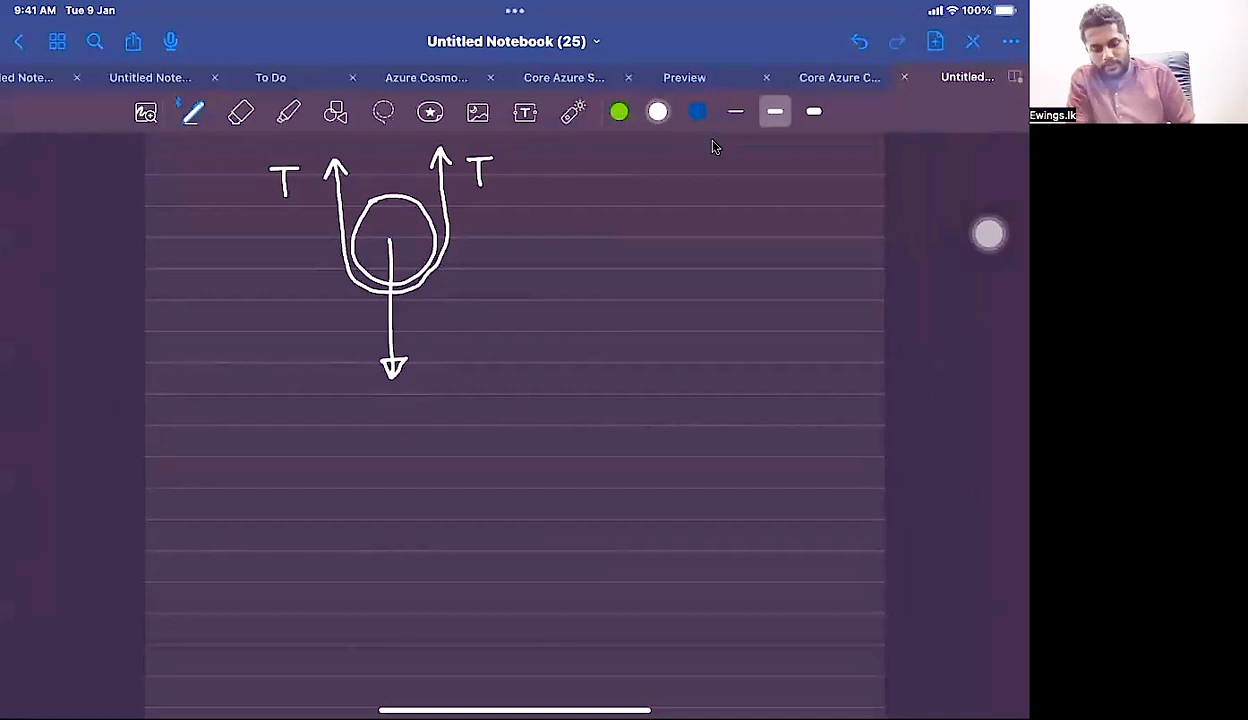 9:41 AM Tue 9 Jan
100%
Untitled Notebook (25)
led Note...
Untitled Note...
To Do
Azure Cosmo...
Core Azure S...
Preview
Core Azure C...
Untitled...
T
T
T
Ewings.lk